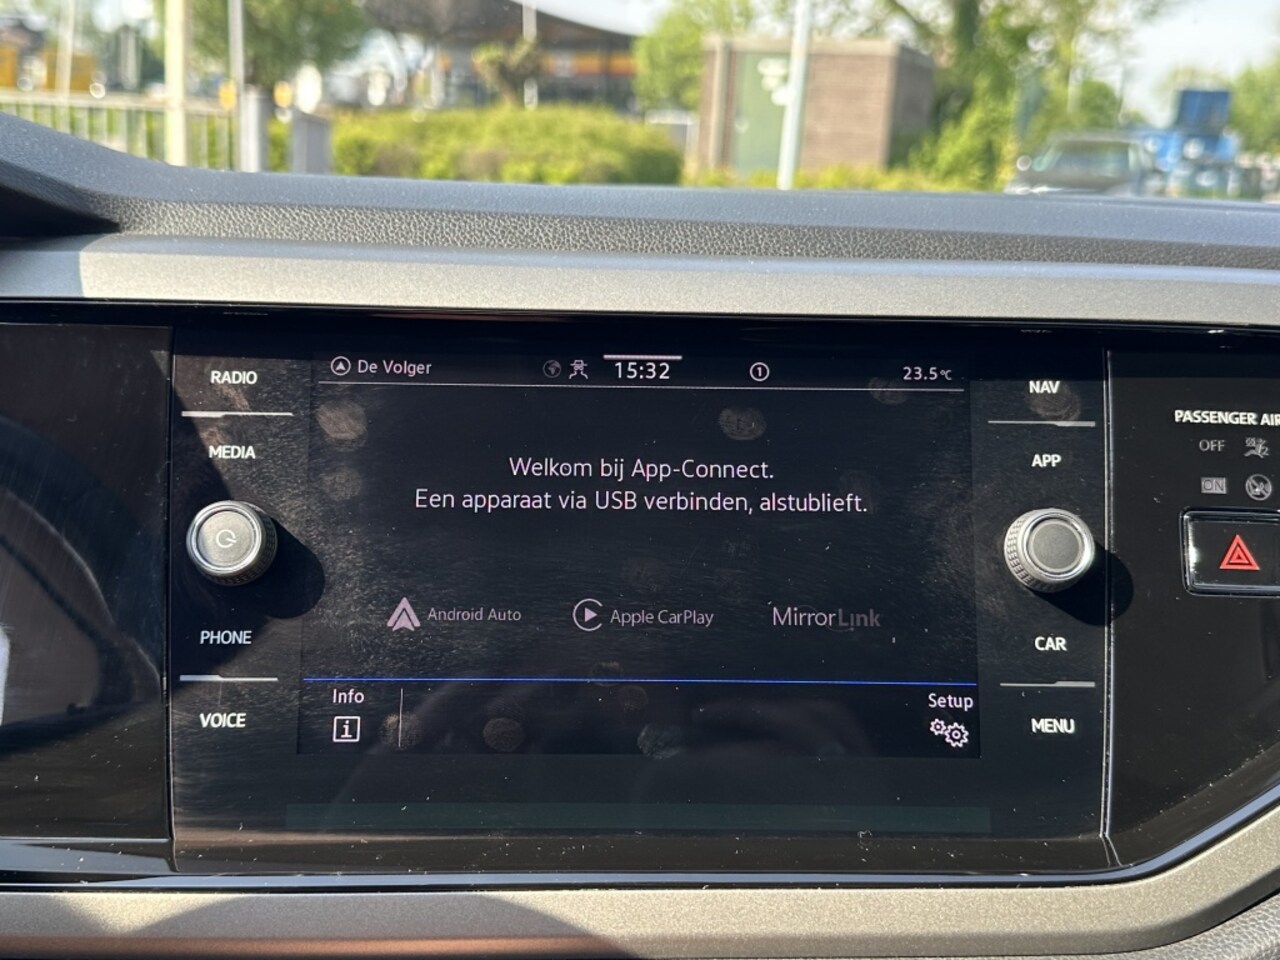 De Volger
15:32
1
23.5°C
RADIO
MEDIA
PHONE
VOICE
Welkom bij App-Connect.
Een apparaat via USB verbinden, alstublieft.
Android Auto
Apple CarPlay
MirrorLink
Info
i
Setup
NAV
APP
CAR
MENU
PASSENGER AIR
OFF
ON